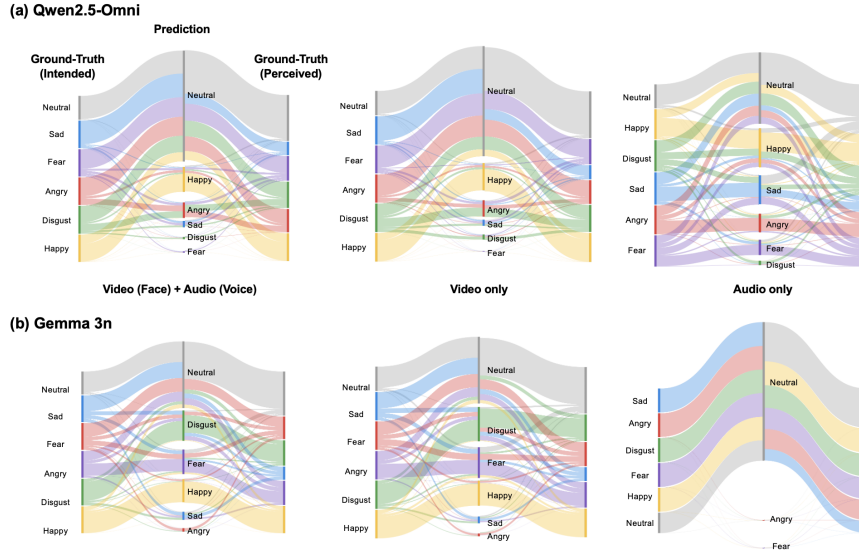 (a) Qwen2.5-Omni
Prediction
Ground-Truth
(Intended)
Ground-Truth
(Perceived)
Neutral
Sad
Fear
Angry
Disgust
Happy
Neutral
Happy
Angry
Sad
Disgust
Fear
Video (Face) + Audio (Voice)
Neutral
Sad
Fear
Angry
Disgust
Happy
Neutral
Happy
Angry
Sad
Disgust
Fear
Video only
Neutral
Happy
Disgust
Sad
Angry
Fear
Neutral
Happy
Sad
Angry
Fear
Disgust
Audio only
(b) Gemma 3n
Neutral
Sad
Fear
Angry
Disgust
Happy
Neutral
Disgust
Fear
Happy
Sad
Angry
Neutral
Sad
Fear
Angry
Disgust
Happy
Neutral
Disgust
Fear
Happy
Sad
Angry
Sad
Angry
Disgust
Fear
Happy
Neutral
Neutral
Angry
Fear